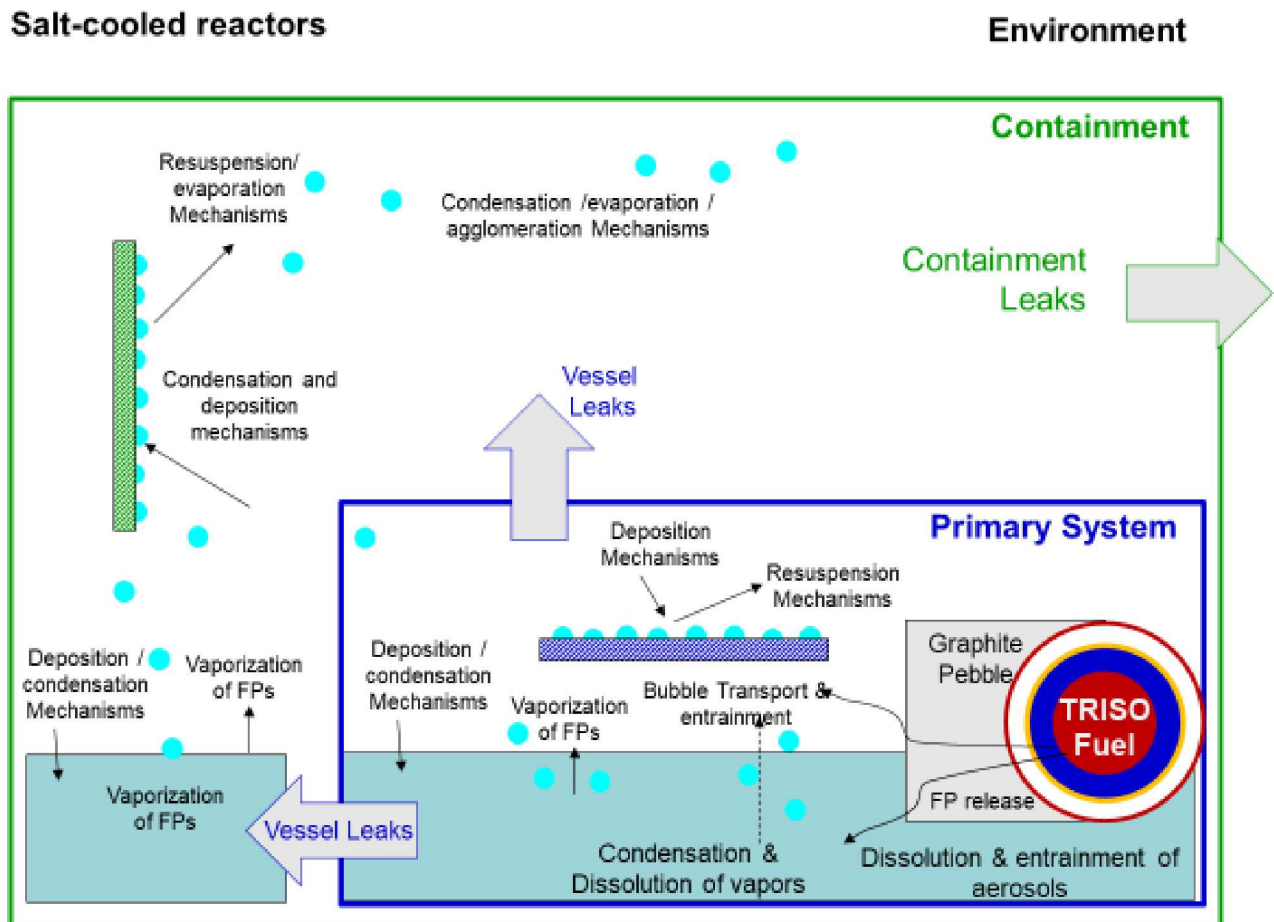 Salt-cooled reactors
Environment
Containment
Resuspension/
evaporation
Mechanisms
Condensation /evaporation /
agglomeration Mechanisms
Containment
Leaks
Condensation and
deposition
mechanisms
Vessel
Leaks
Primary System
Deposition
Mechanisms
Resuspension
Mechanisms
Deposition /
condensation
Mechanisms
Vaporization
of FPs
Deposition /
condensation
Mechanisms
Vaporization
of FPs
Bubble Transport &
entrainment
Graphite
Pebble
TRISO
Fuel
FP release
Vaporization
of FPs
Vessel Leaks
Condensation &
Dissolution of vapors
Dissolution & entrainment of
aerosols